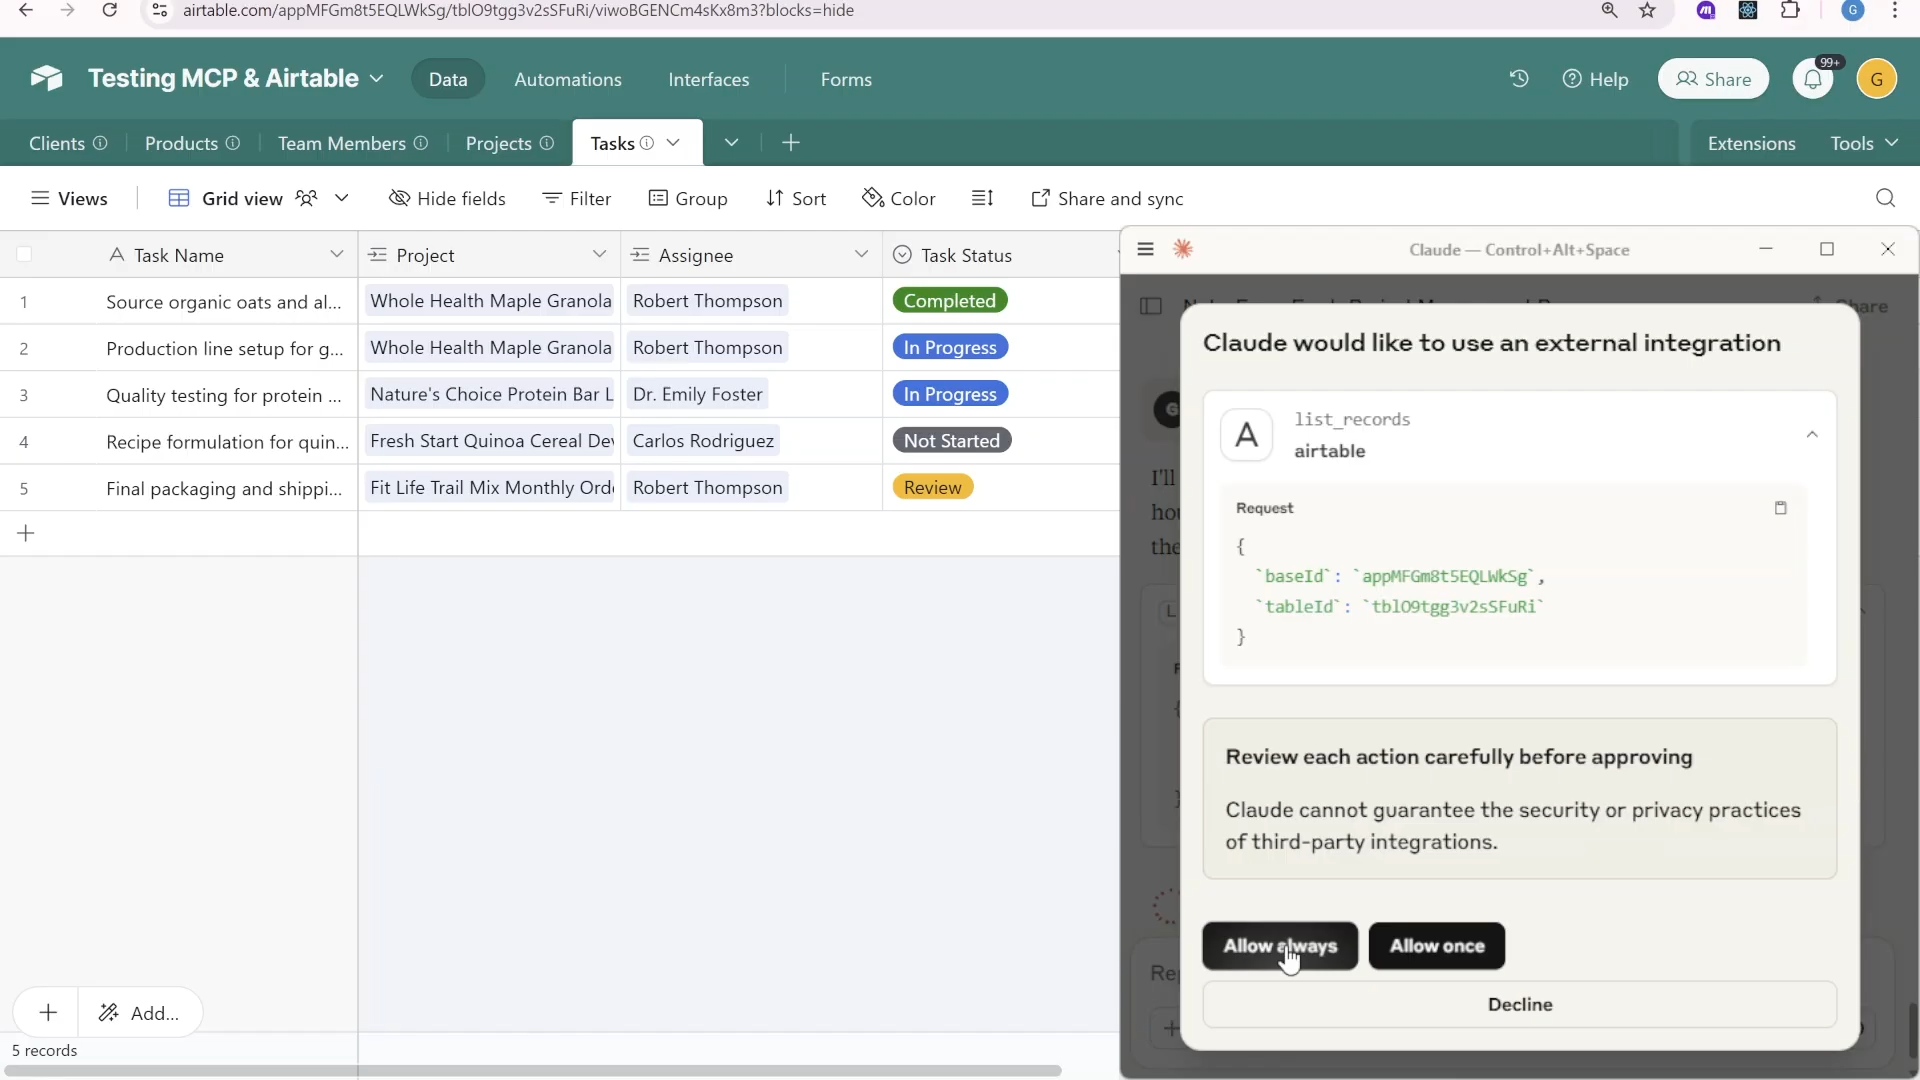 airtable.com/appMFGm8t5EQLWkSg/tblO9tgg3v2sSFuRi/viwoBGENCm4sKx8m3?blocks=hide
G
Testing MCP & Airtable
Data
Automations
Interfaces
Forms
Help
Share
99+
G
Clients
Products
Team Members
Projects
Tasks
Extensions
Tools
Views
Grid view
Hide fields
Filter
Group
Sort
Color
Share and sync
Task Name
Project
Assignee
Task Status
1 Source organic oats and al... Whole Health Maple Granola Robert Thompson Completed
2 Production line setup for g... Whole Health Maple Granola Robert Thompson In Progress
3 Quality testing for protein ... Nature's Choice Protein Bar L Dr. Emily Foster In Progress
4 Recipe formulation for quin... Fresh Start Quinoa Cereal Dev Carlos Rodriguez Not Started
5 Final packaging and shippi... Fit Life Trail Mix Monthly Orde Robert Thompson Review
Add...
5 records
Claude — Control+Alt+Space
Share
I'll
Claude would like to use an external integration
A
list_records
airtable
Request
{
`baseId`: `appMFGm8t5EQLWkSg`,
`tableId`: `tblO9tgg3v2sSFuRi`
}
Review each action carefully before approving
Claude cannot guarantee the security or privacy practices
of third-party integrations.
Allow always
Allow once
Decline